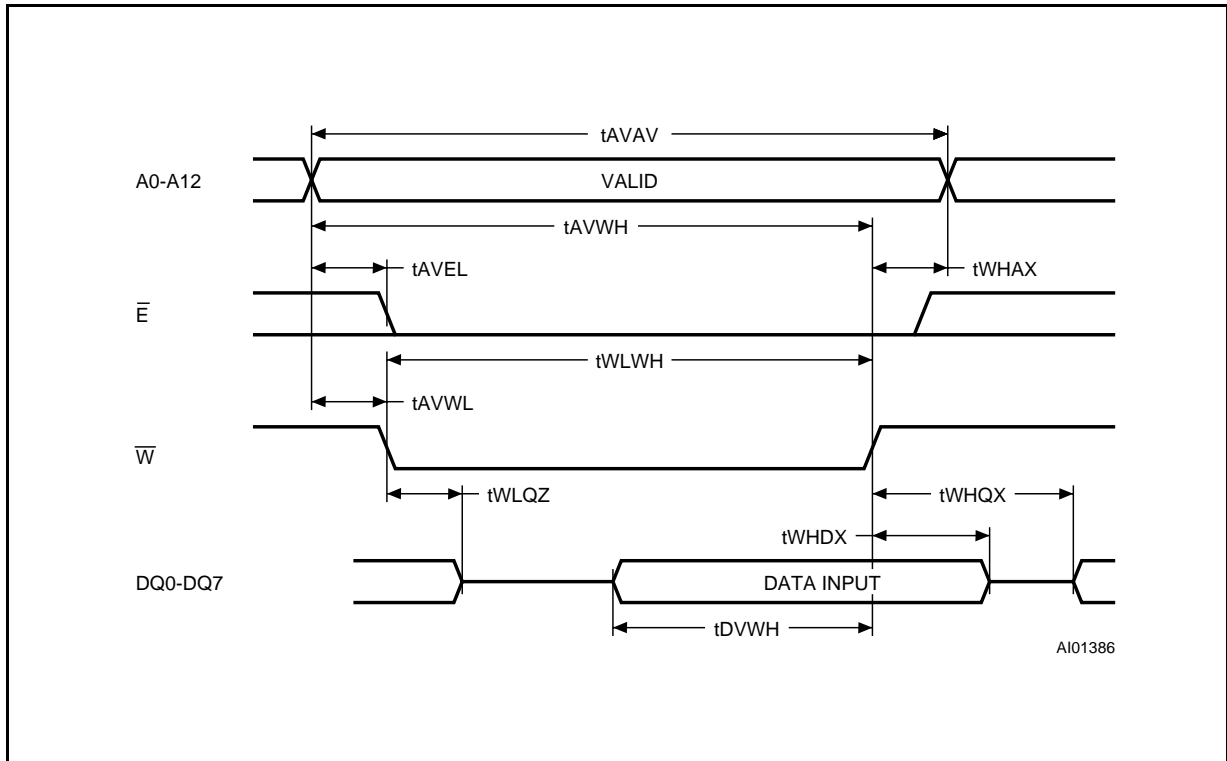 tAVAV
A0-A12
VALID
tAVWH
tAVEL
tWHAX
E̅
tWLWH
tAVWL
W̅
tWLQZ
tWHQX
tWHDX
DQ0-DQ7
DATA INPUT
tDVWH
AI01386